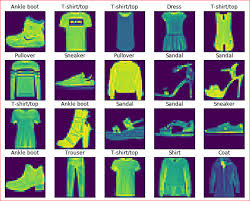 Ankle boot T-shirt/top T-shirt/top Dress T-shirt/top
Pullover Sneaker Pullover Sandal Sandal
T-shirt/top Ankle boot Sandal Sandal Sneaker
Ankle boot Trouser T-shirt/top Shirt Coat